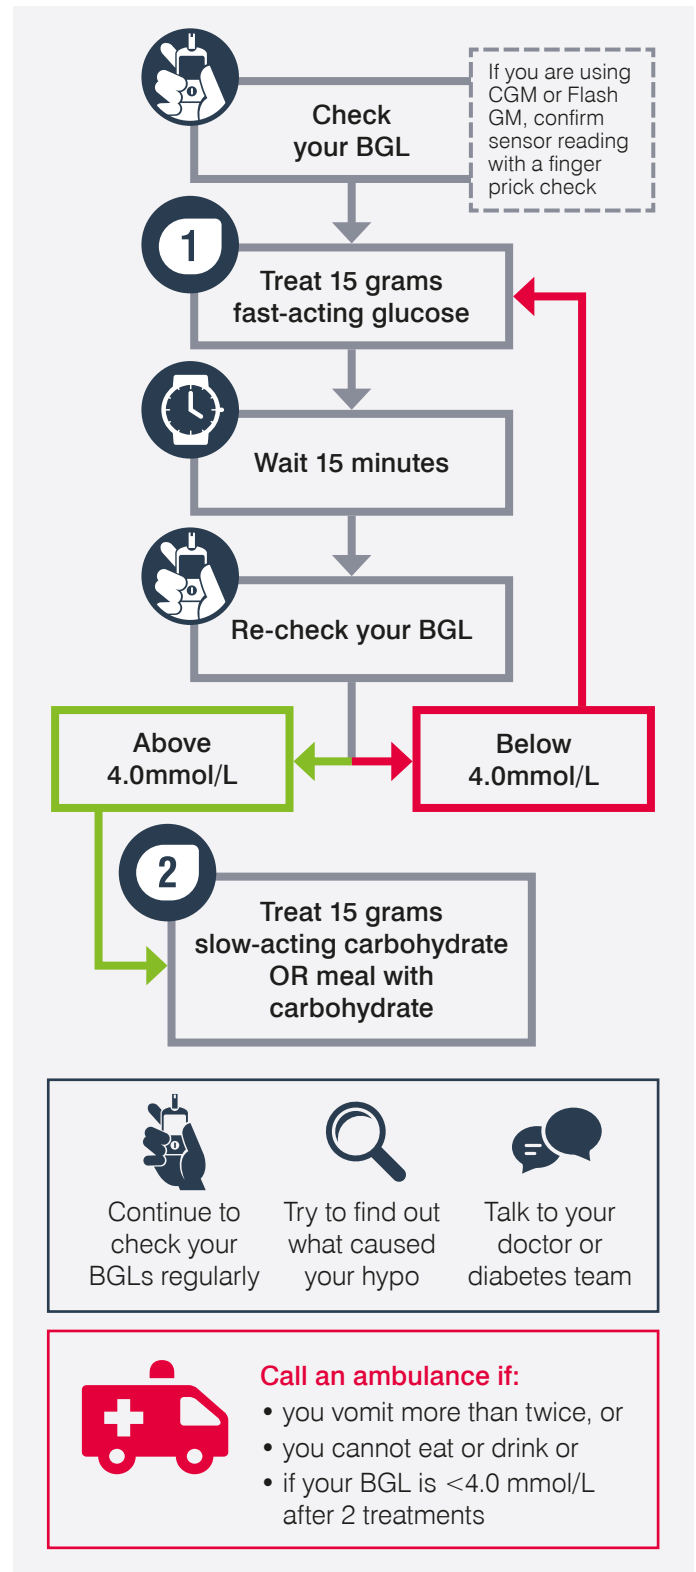 Check
your BGL
If you are using
CGM or Flash
GM, confirm
sensor reading
with a finger
prick check
1
Treat 15 grams
fast-acting glucose
Wait 15 minutes
Re-check your BGL
Above
4.0mmol/L
Below
4.0mmol/L
2
Treat 15 grams
slow-acting carbohydrate
OR meal with
carbohydrate
Continue to
check your
BGLs regularly
Try to find out
what caused
your hypo
Talk to your
doctor or
diabetes team
Call an ambulance if:
• you vomit more than twice, or
• you cannot eat or drink or
• if your BGL is <4.0 mmol/L
after 2 treatments